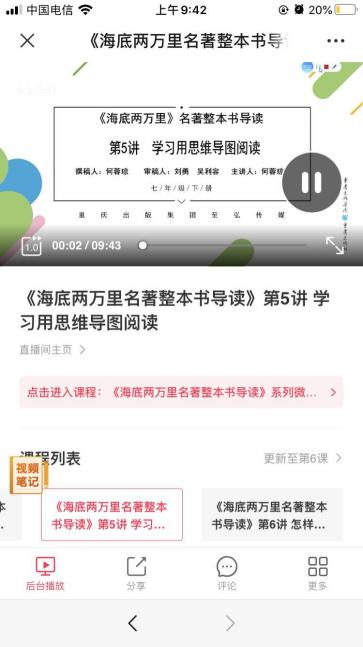 中国电信
上午9:42
20%
《海底两万里名著整本书导
《海底两万里》名著整本书导读
第5讲 学习用思维导图阅读
撰稿人：何蓉琼 审稿人：刘勇 吴利容 主讲人：何蓉琼
七/年/级/下/册
重庆出版集团至弘传媒
1.0
00:02 / 09:43
《海底两万里名著整本书导读》第5讲 学
习用思维导图阅读
直播间主页
点击进入课程：《海底两万里名著整本书导读》系列微...
课程列表
更新至第6课
视频
笔记
本
...
《海底两万里名著整本
书导读》第5讲 学习...
《海底两万里名著整本
书导读》第6讲 怎样...
后台播放
分享
评论
更多